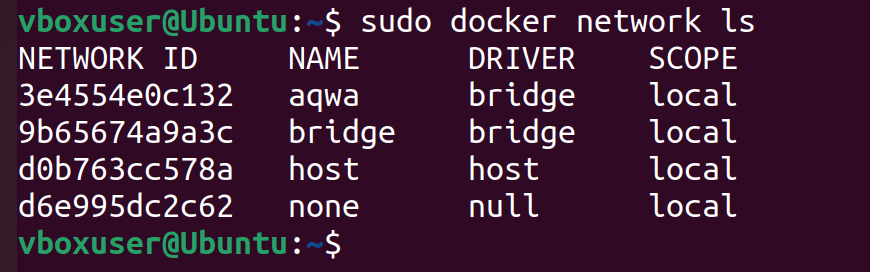 vboxuser@Ubuntu:~$ sudo docker network ls
NETWORK ID     NAME      DRIVER    SCOPE
3e4554e0c132   aqwa      bridge    local
9b65674a9a3c   bridge    bridge    local
d0b763cc578a   host      host      local
d6e995dc2c62   none      null      local
vboxuser@Ubuntu:~$